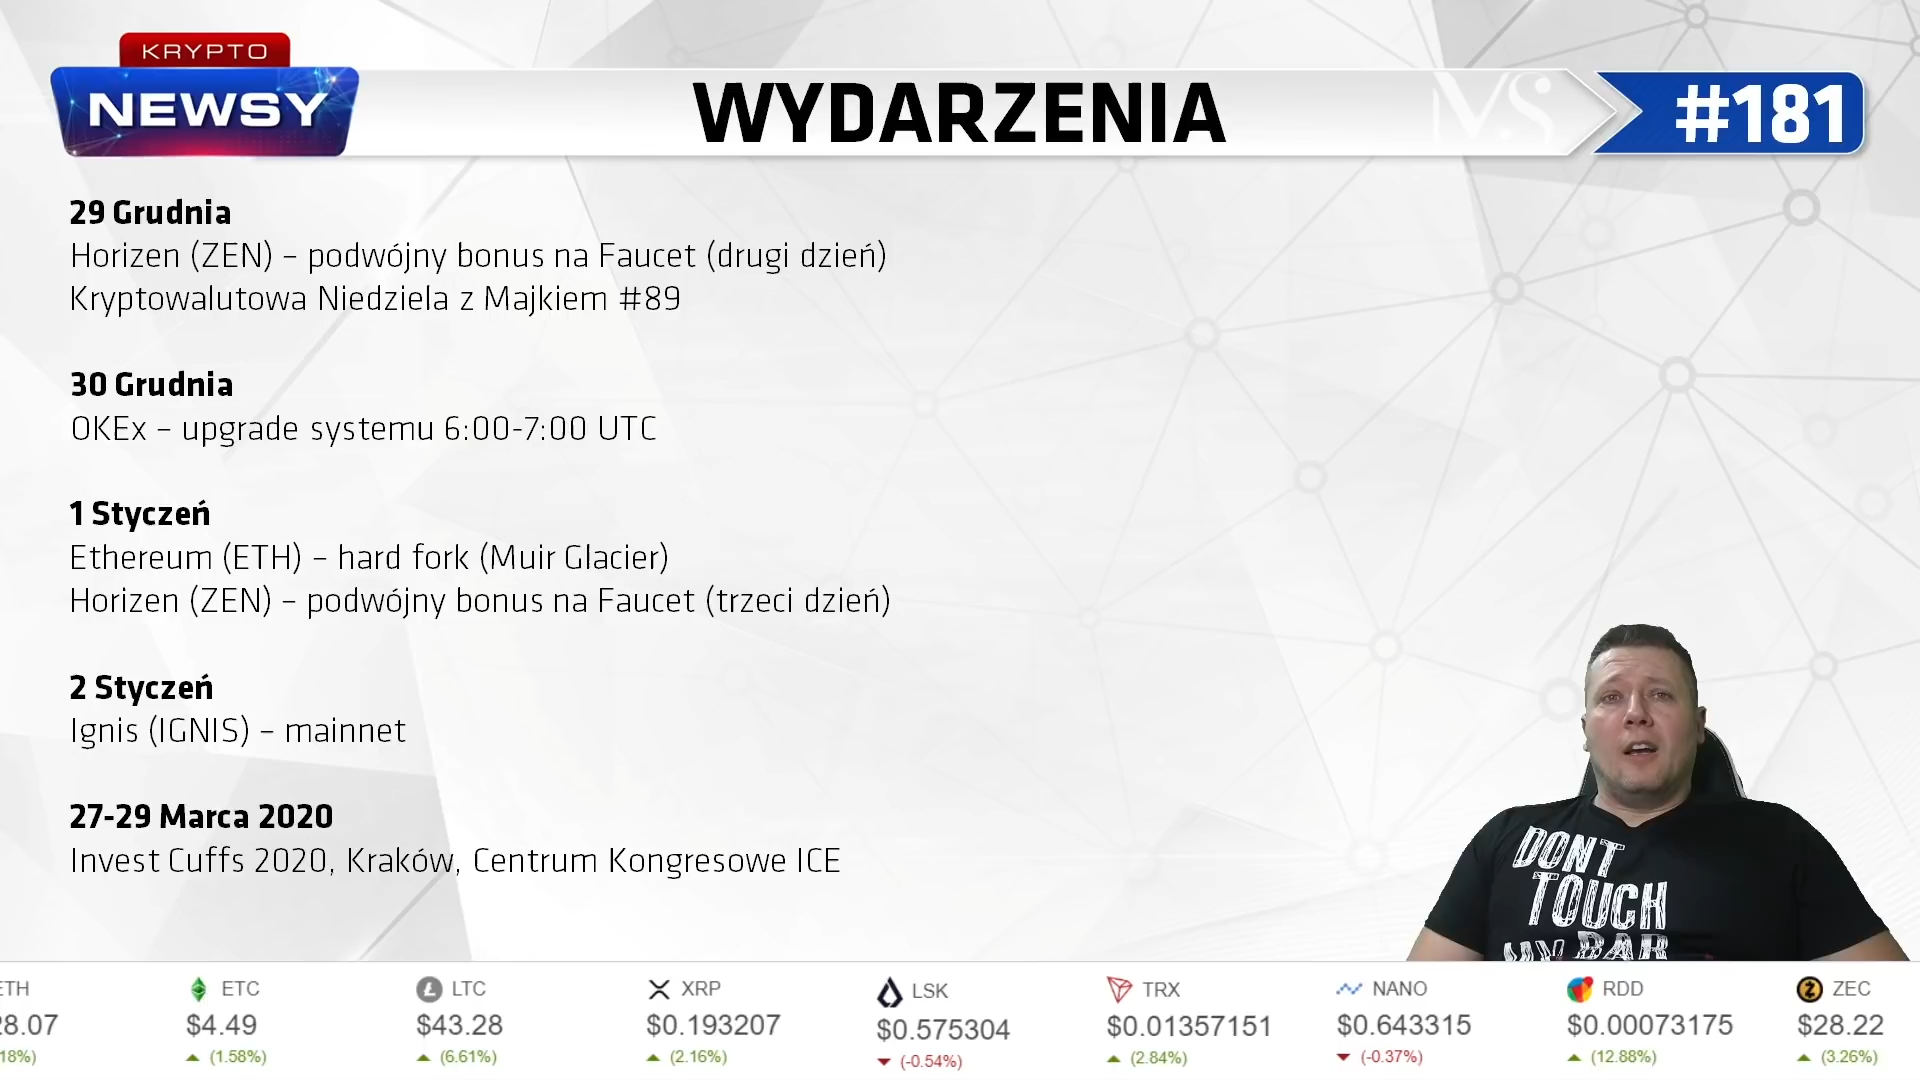 KRYPTO
NEWSY
WYDARZENIA
#181
29 Grudnia
Horizen (ZEN) – podwójny bonus na Faucet (drugi dzień)
Kryptowalutowa Niedziela z Majkiem #89
30 Grudnia
OKEx – upgrade systemu 6:00-7:00 UTC
1 Styczeń
Ethereum (ETH) – hard fork (Muir Glacier)
Horizen (ZEN) – podwójny bonus na Faucet (trzeci dzień)
2 Styczeń
Ignis (IGNIS) – mainnet
27-29 Marca 2020
Invest Cuffs 2020, Kraków, Centrum Kongresowe ICE
DONT
TOUCH
MY BAR
ETH ETC LTC XRP LSK TRX NANO RDD ZEC
8.07 $4.49 $43.28 $0.193207 $0.575304 $0.01357151 $0.643315 $0.00073175 $28.22
18%) (1.58%) (6.61%) (2.16%) (-0.54%) (2.84%) (-0.37%) (12.88%) (3.26%)